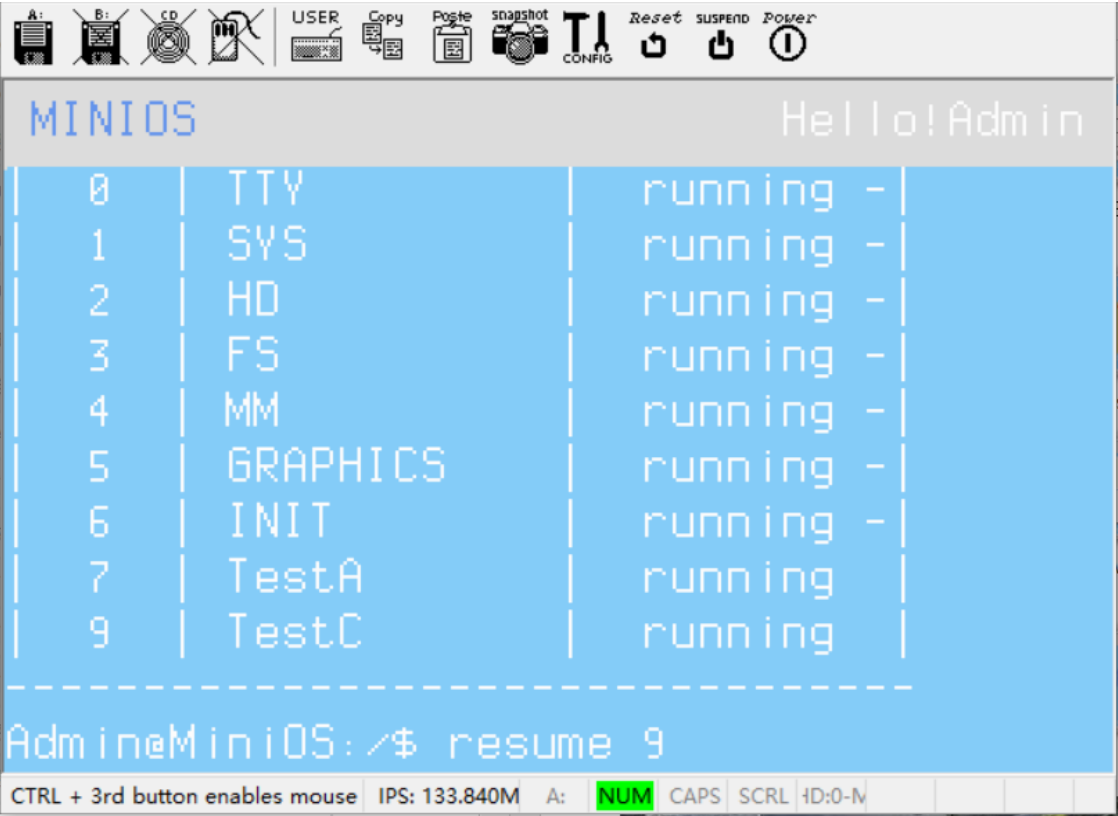 A: B: CD USER Copy Paste snapshot CONFIG Reset SUSPEND Power
MINIOS Hello!Admin
| 0 | TTY | running -|
| 1 | SYS | running -|
| 2 | HD | running -|
| 3 | FS | running -|
| 4 | MM | running -|
| 5 | GRAPHICS | running -|
| 6 | INIT | running -|
| 7 | TestA | running |
| 9 | TestC | running |
----------------------------------
Admin@MiniOS:/$ resume 9
CTRL + 3rd button enables mouse IPS: 133.840M A: NUM CAPS SCRL HD:0-M